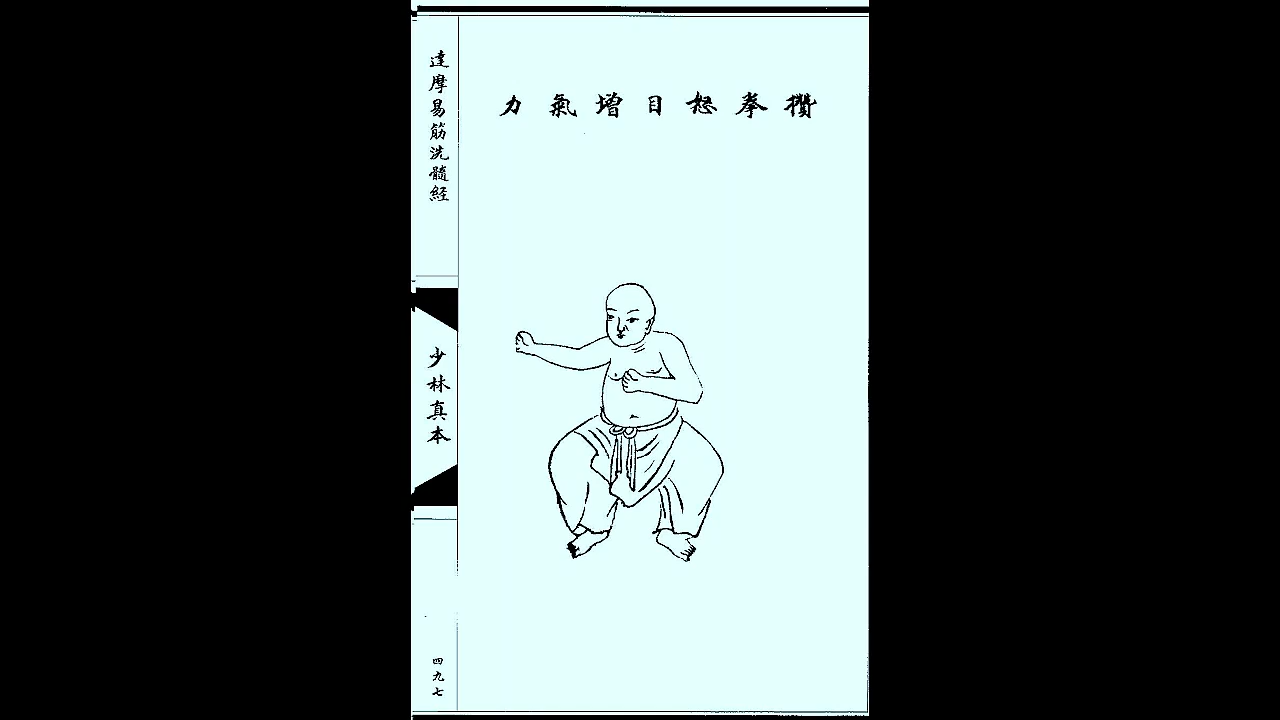 攢拳怒目增氣力
達摩易筋洗髓經
少林真本
四九七